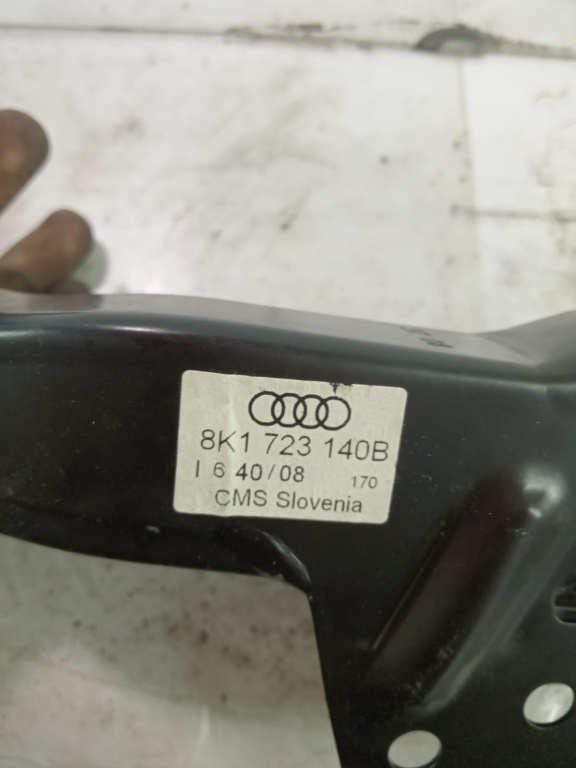 8K1 723 140B
I 6 40/08 170
CMS Slovenia